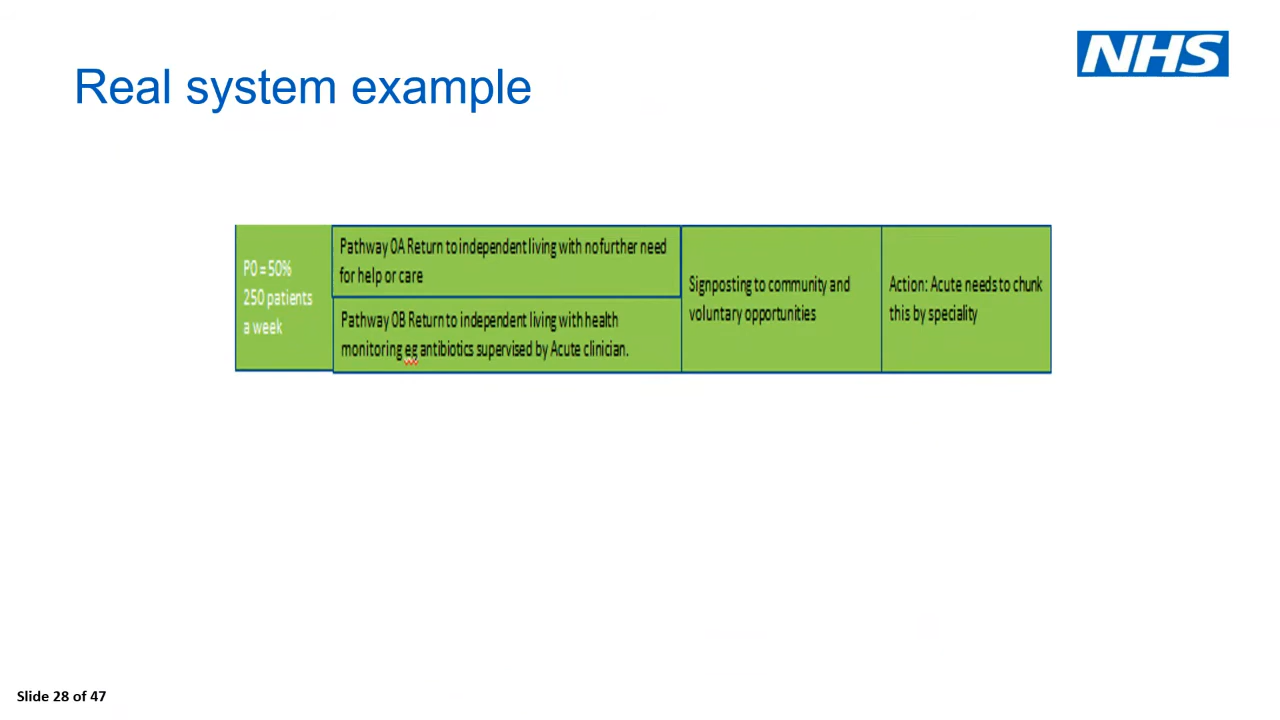 NHS
Real system example
P0 = 50%
250 patients
a week
Pathway 0A Return to independent living with no further need
for help or care
Pathway 0B Return to independent living with health
monitoring eg antibiotics supervised by Acute clinician.
Signposting to community and
voluntary opportunities
Action: Acute needs to chunk
this by speciality
Slide 28 of 47